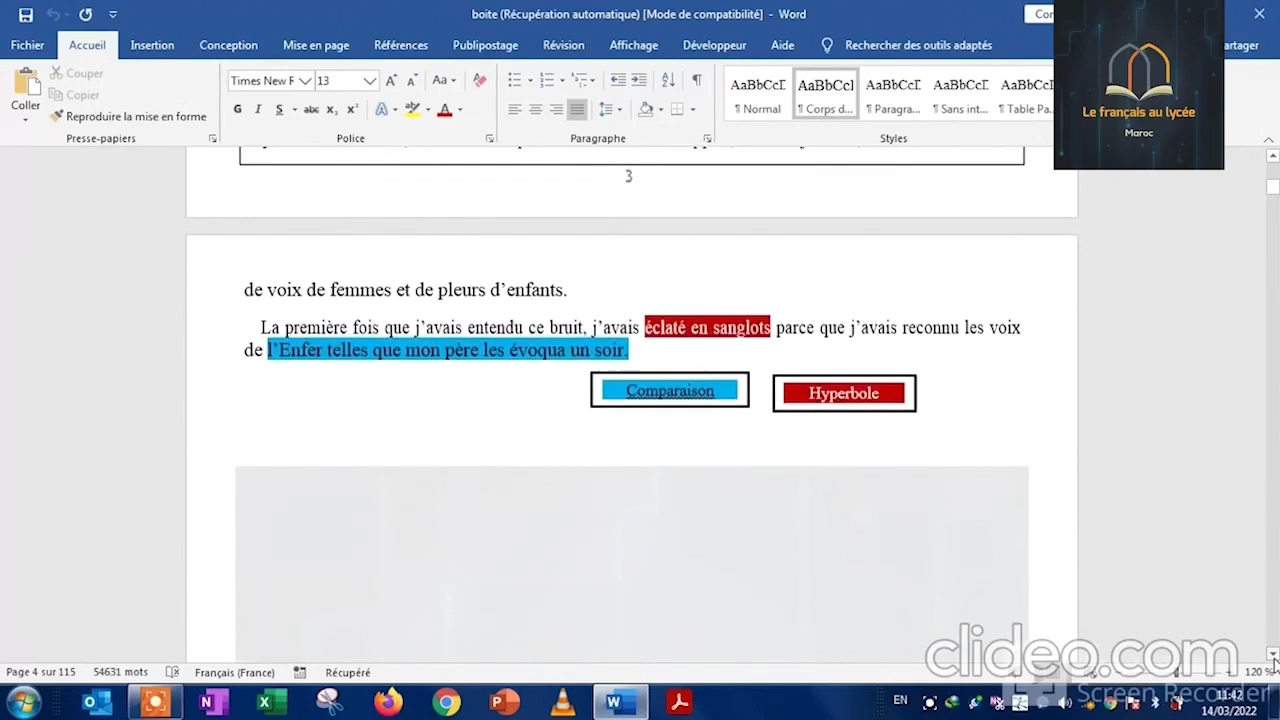 boite (Récupération automatique) [Mode de compatibilité] - Word
Fichier Accueil Insertion Conception Mise en page Références Publipostage Révision Affichage Développeur Aide Rechercher des outils adaptés
Coller
Couper
Copier
Reproduire la mise en forme
Presse-papiers
Times New 13
Police
Paragraphe
AaBbCcD AaBbCcI AaBbCcD AaBbCcD AaBbCcD
¶ Normal ¶ Corps d... ¶ Paragra... ¶ Sans int... ¶ Table Pa
Styles
Le français au lycée
Maroc
3
de voix de femmes et de pleurs d'enfants.
La première fois que j'avais entendu ce bruit, j'avais éclaté en sanglots parce que j'avais reconnu les voix
de l'Enfer telles que mon père les évoqua un soir.
Comparaison Hyperbole
clideo.com
Page 4 sur 115 54631 mots Français (France) Récupéré 120 %
Screen Recorder
EN
11:42
14/03/2022